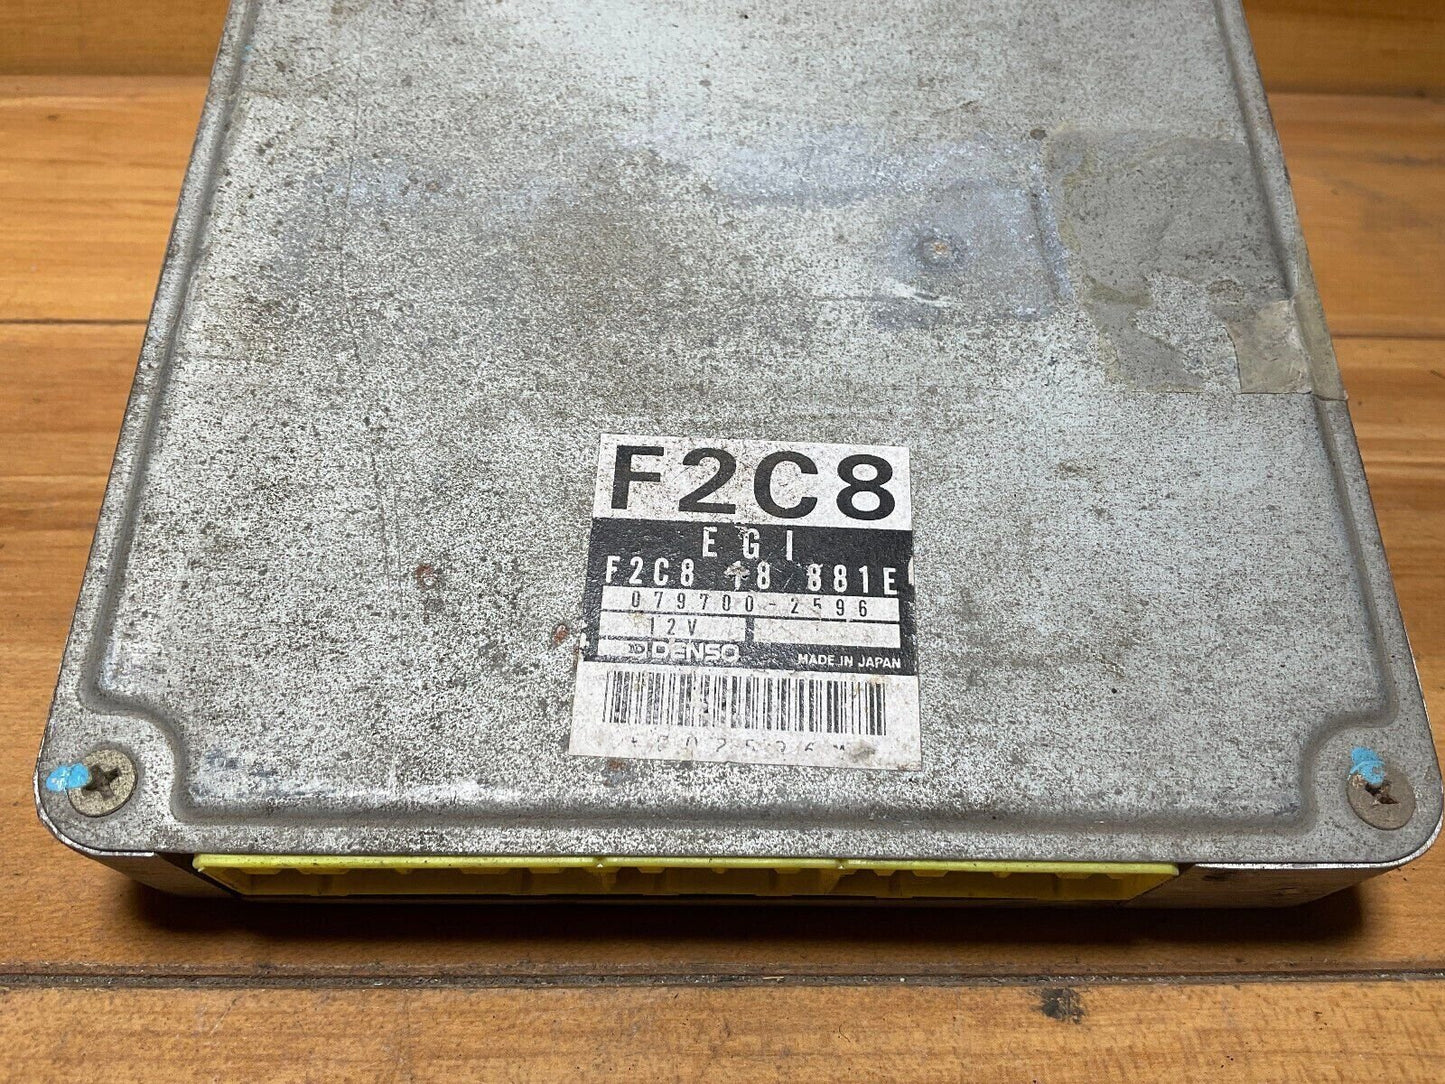 F2C8
EGI
F2C8 18 881E
079700-2596
12V
DENSO MADE IN JAPAN